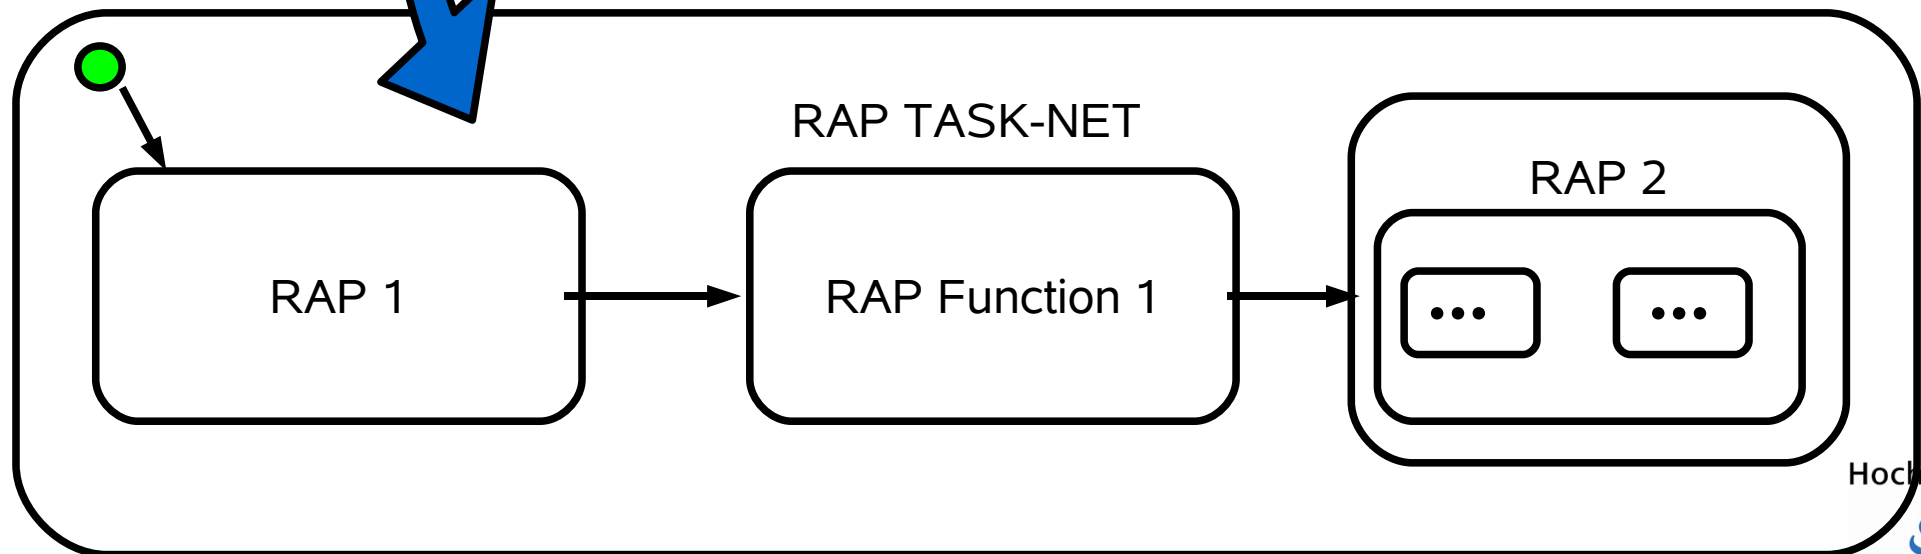 RAP TASK-NET
RAP 2
RAP 1
RAP Function 1
•••
•••